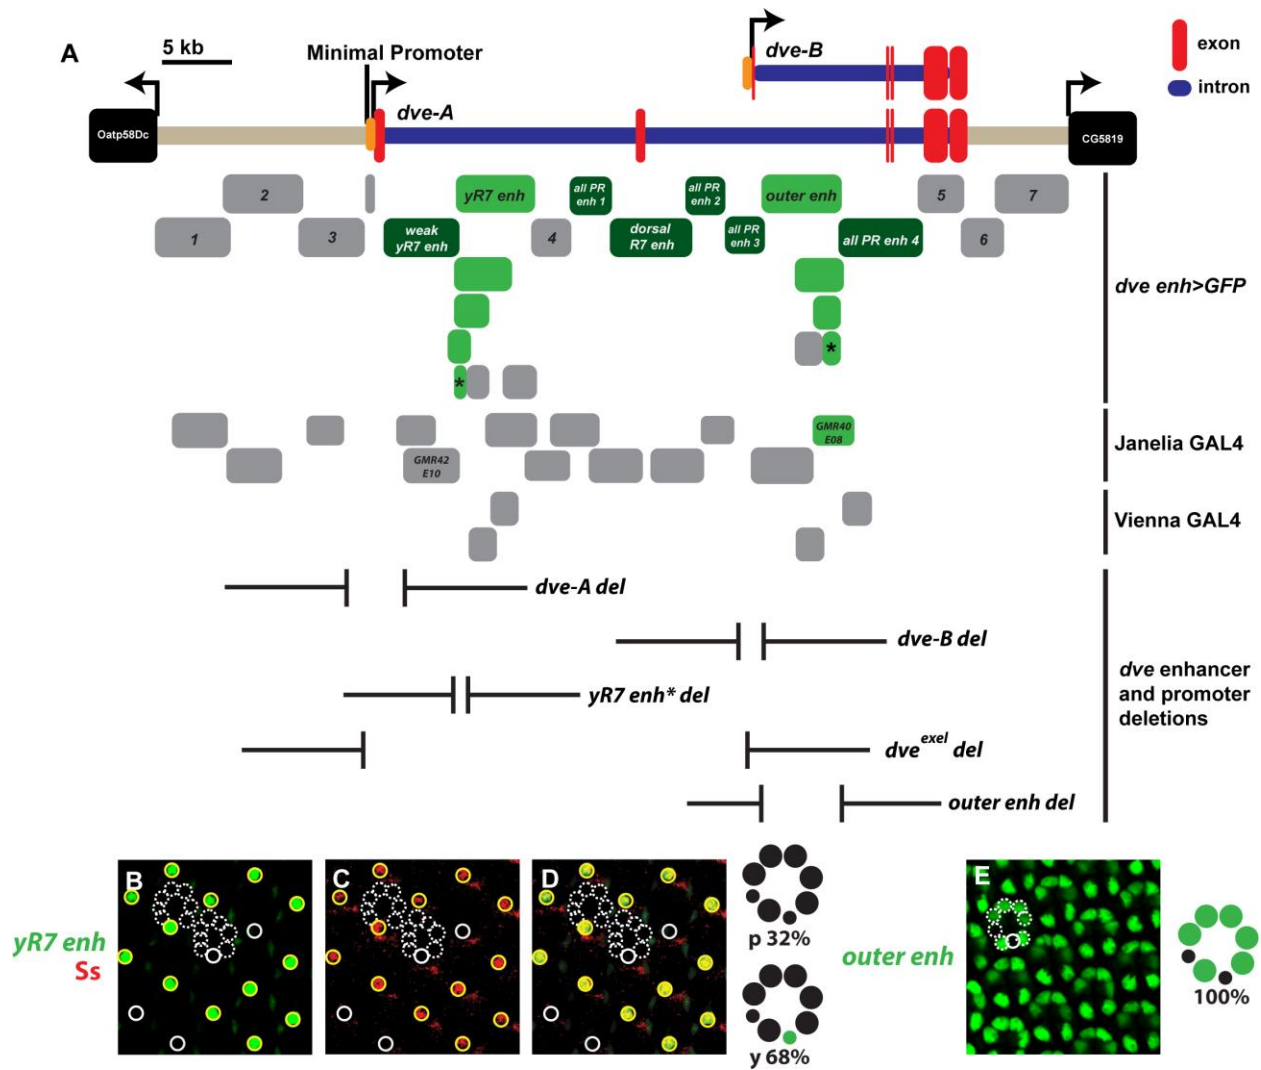 A
5 kb
Minimal Promoter
dve-B
exon
intron
dve-A
Oatp58Dc
CG5819
2
yR7 enh
all PR
enh 1
all PR
enh 2
outer enh
5
7
1
3
weak
yR7 enh
4
dorsal
R7 enh
all PR
enh 3
all PR enh 4
6
dve enh>GFP
*
*
GMR40
E08
GMR42
E10
Janelia GAL4
Vienna GAL4
dve-A del
dve-B del
yR7 enh* del
dve enhancer
and promoter
deletions
dve^exel del
outer enh del
B
C
D
E
yR7 enh
Ss
p 32%
y 68%
outer enh
100%